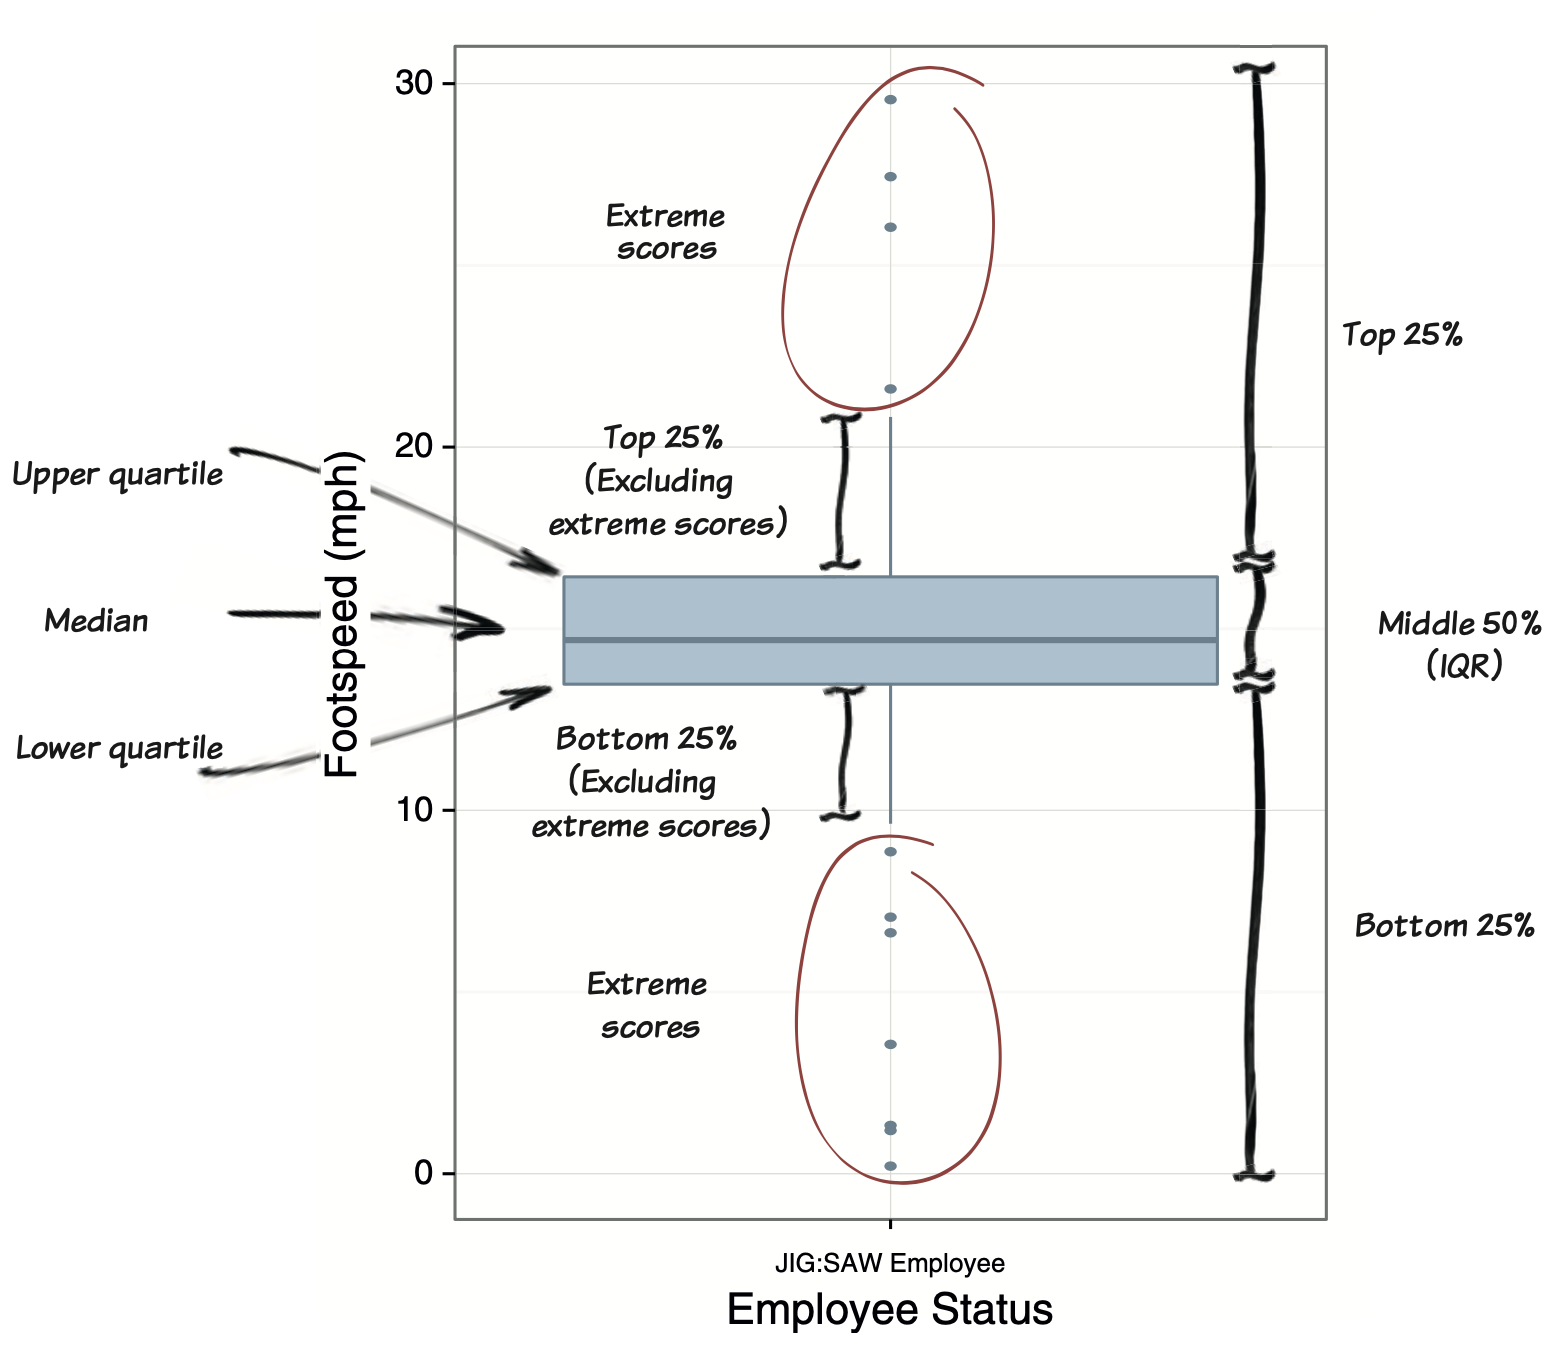 30
Extreme
scores
Top 25%
Top 25%
(Excluding
extreme scores)
20
Upper quartile
Footspeed (mph)
Median
Middle 50%
(IQR)
Lower quartile
Bottom 25%
(Excluding
extreme scores)
10
Bottom 25%
Extreme
scores
0
JIG:SAW Employee
Employee Status